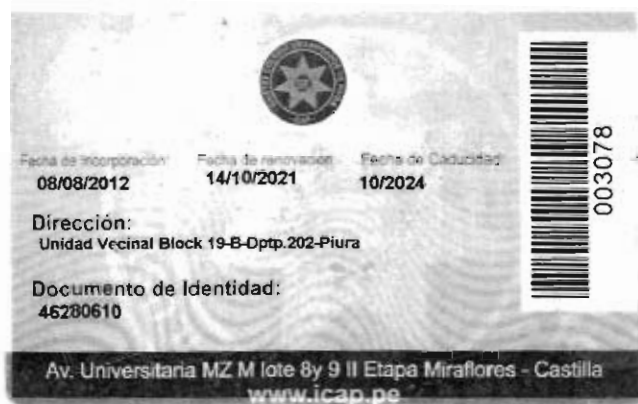 Fecha de Incorporación: Fecha de renovación Fecha de Caducidad:
08/08/2012 14/10/2021 10/2024
003078
Dirección:
Unidad Vecinal Block 19-B-Dptp.202-Piura
Documento de Identidad:
46280610
Av. Universitaria MZ M lote 8y 9 II Etapa Miraflores - Castilla
www.icap.pe